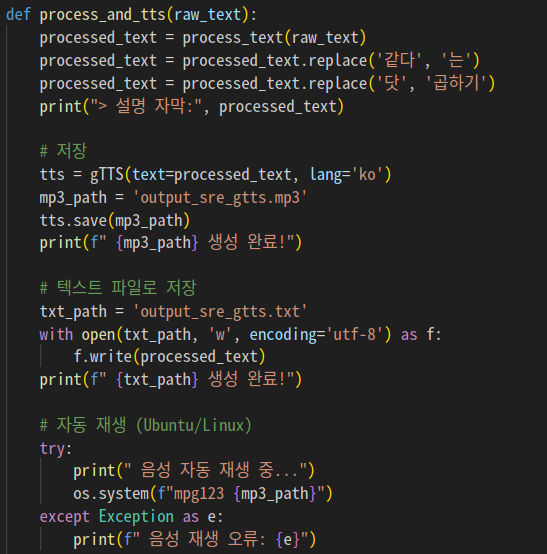 def process_and_tts(raw_text):
    processed_text = process_text(raw_text)
    processed_text = processed_text.replace('같다', '는')
    processed_text = processed_text.replace('닷', '곱하기')
    print("> 설명 자막:", processed_text)

    # 저장
    tts = gTTS(text=processed_text, lang='ko')
    mp3_path = 'output_sre_gtts.mp3'
    tts.save(mp3_path)
    print(f" {mp3_path} 생성 완료!")

    # 텍스트 파일로 저장
    txt_path = 'output_sre_gtts.txt'
    with open(txt_path, 'w', encoding='utf-8') as f:
        f.write(processed_text)
    print(f" {txt_path} 생성 완료!")

    # 자동 재생 (Ubuntu/Linux)
    try:
        print(" 음성 자동 재생 중...")
        os.system(f"mpg123 {mp3_path}")
    except Exception as e:
        print(f" 음성 재생 오류: {e}")